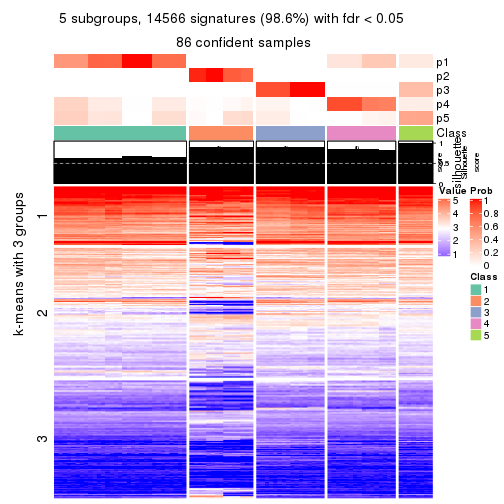 5 subgroups, 14566 signatures (98.6%) with fdr < 0.05
86 confident samples
p1
p2
p3
p4
p5
Class
1
0.5
0
silhouette
Silhouette
score
k-means with 3 groups
1
2
3
Value
5
4
3
2
1
Prob
1
0.8
0.6
0.4
0.2
0
Class
1
2
3
4
5